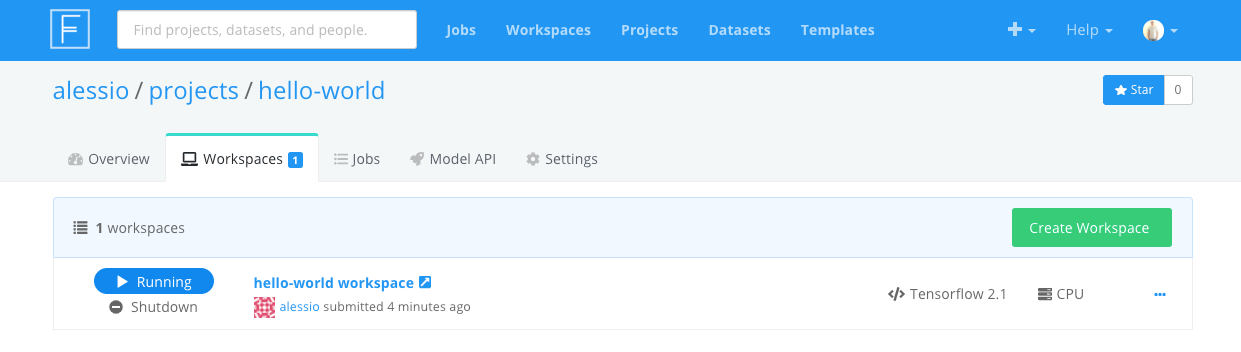 F Find projects, datasets, and people. Jobs Workspaces Projects Datasets Templates Help
alessio / projects / hello-world Star 0
Overview Workspaces 1 Jobs Model API Settings
1 workspaces Create Workspace
Running hello-world workspace Tensorflow 2.1 CPU
Shutdown alessio submitted 4 minutes ago